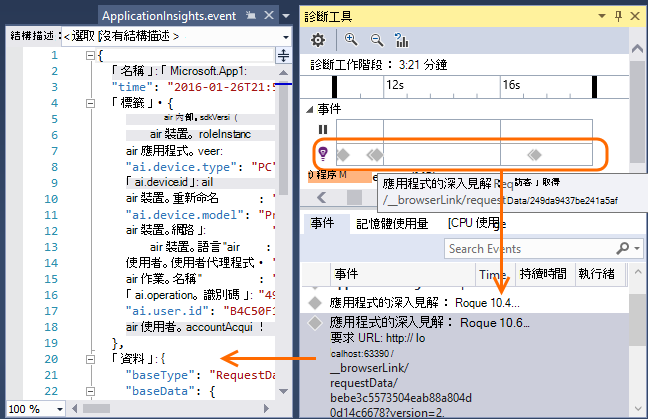 ApplicationInsights.event
結構描述：<選取 [沒有結構描述 >
1 {
2 「名稱」:「 Microsoft.App1:
3 "time": "2016-01-26T21:5
4 「標籤」• {
5 air 內部。sdkVersi (
6 air 裝置。roleInstanc
7 air 應用程式。veer:
8 "ai.device.type": "PC"
9 「ai.device.id」: ail
10 air 裝置。重新命名 :
11 "ai.device.model": "Pr
12 air 裝置。網路 」:
13 air 裝置。語言 "air :
14 使用者。使用者代理程式 •
15 air 作業。名稱" :
16 「ai.operation。識別碼 」: "49
17 "ai.user.id": "B4C50F1
18 air 使用者。accountAcqui !
19 },
20 「資料」:{
21 "baseType": "RequestDa
22 "baseData": {
100 %
診斷工具
診斷工作階段： 3:21 分鐘
12s 16s
事件
程序 M
應用程式的深入見解 Req 訪客」取得
/__browserLink/requestData/249da9437be241a5af
事件 記憶體使用量 [CPU 使用
Search Events
事件 Time 持續時間 執行緒
應用程式的深入見解： Roque 10.4...
應用程式的深入見解： Roque 10.6...
要求 URL: http:// lo
calhost:63390 /
__browserLink/
requestData/
bebe3c5573504eab88a804d
0d14c6678?version=2.